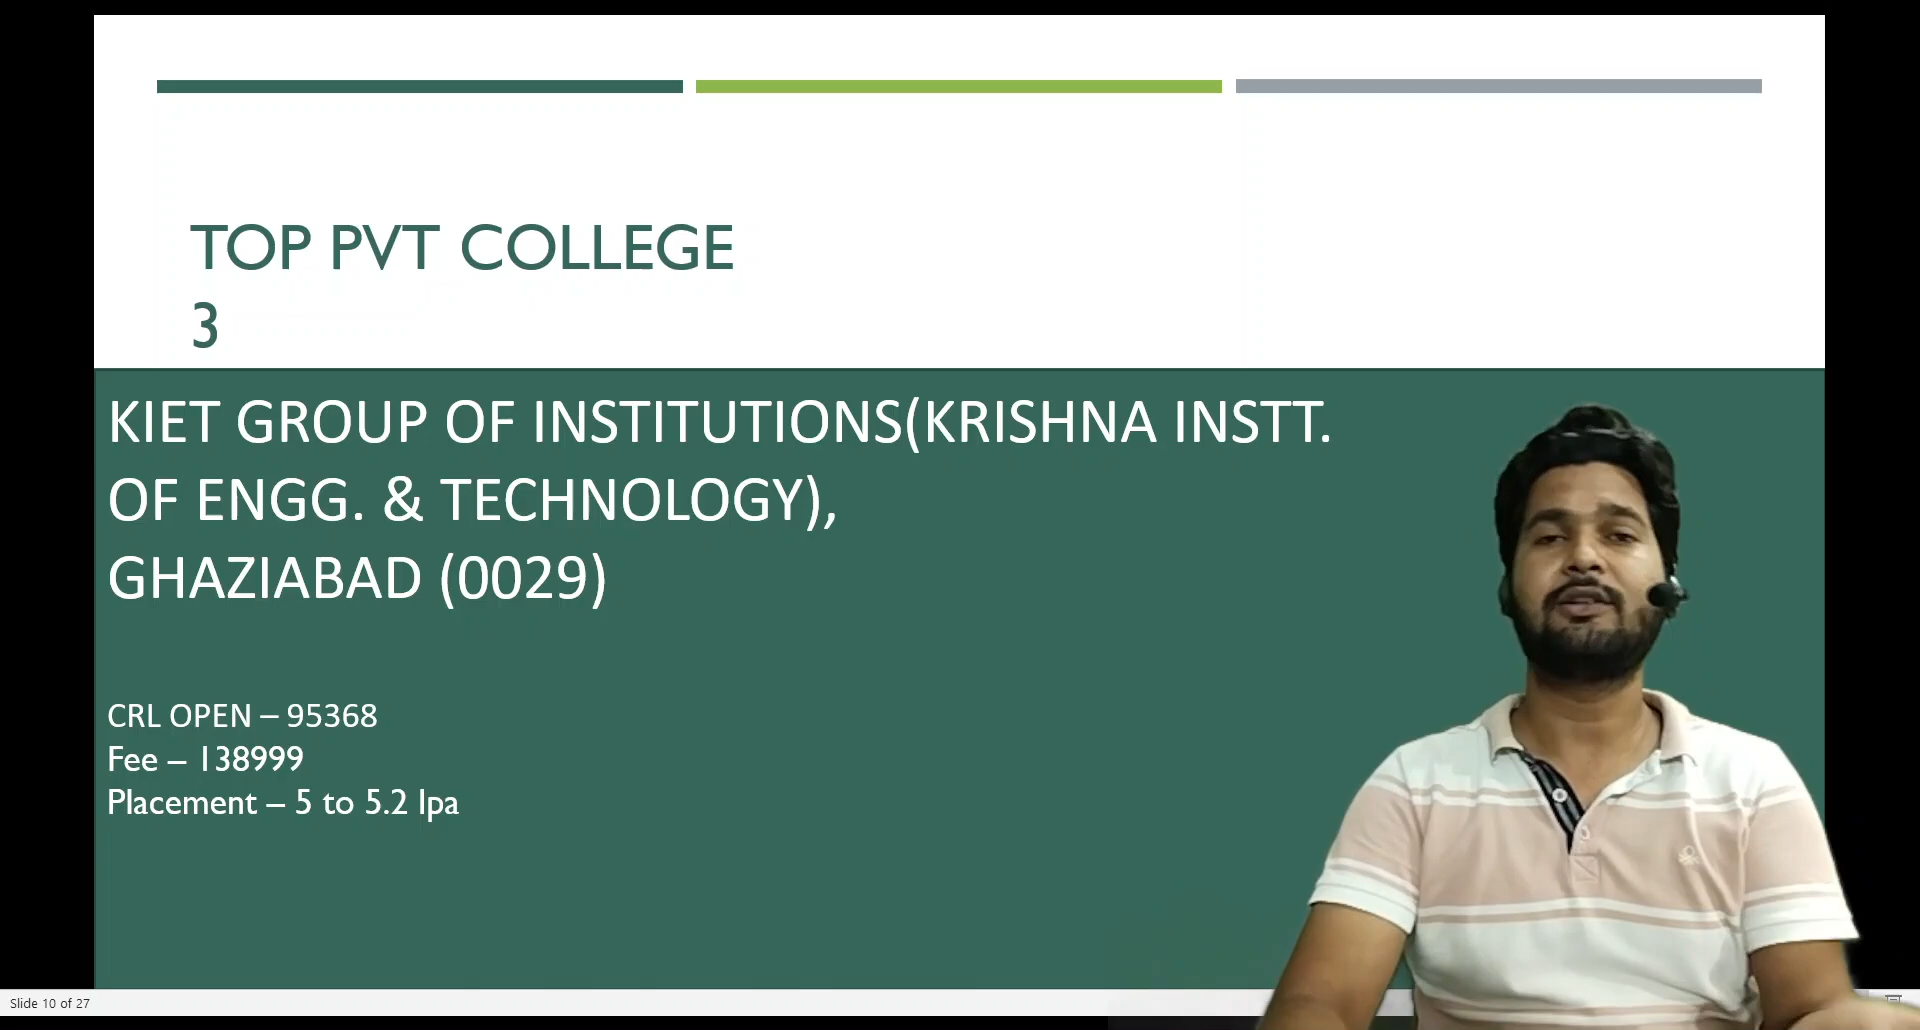 TOP PVT COLLEGE
3
KIET GROUP OF INSTITUTIONS(KRISHNA INSTT.
OF ENGG. & TECHNOLOGY),
GHAZIABAD (0029)
CRL OPEN – 95368
Fee – 138999
Placement – 5 to 5.2 lpa
Slide 10 of 27